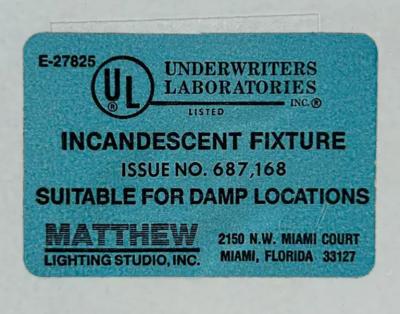 E-27825
UL ®
UNDERWRITERS
LABORATORIES
INC.®
LISTED
INCANDESCENT FIXTURE
ISSUE NO. 687,168
SUITABLE FOR DAMP LOCATIONS
MATTHEW
LIGHTING STUDIO, INC.
2150 N.W. MIAMI COURT
MIAMI, FLORIDA 33127